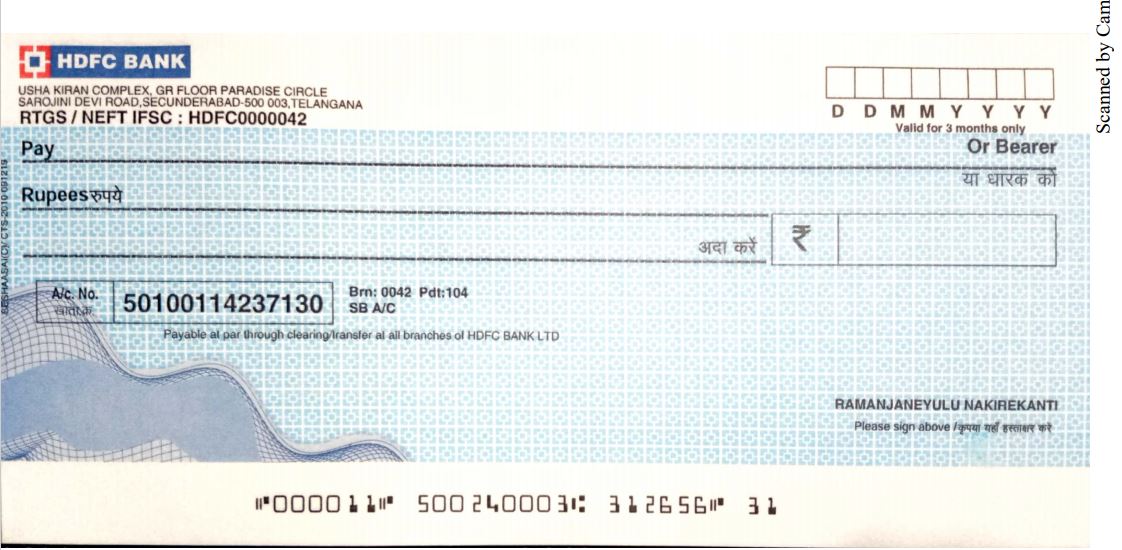 HDFC BANK
USHA KIRAN COMPLEX, GR FLOOR PARADISE CIRCLE
SAROJINI DEVI ROAD,SECUNDERABAD-500 003,TELANGANA
RTGS / NEFT IFSC : HDFC0000042
D D M M Y Y Y Y
Valid for 3 months only
Pay
Or Bearer
या धारक को
Rupees रुपये
अदा करें ₹
A/c. No.
खाता क्र.
50100114237130
Brn: 0042 Pdt:104
SB A/C
Payable at par through clearing/transfer at all branches of HDFC BANK LTD
RAMANJANEYULU NAKIREKANTI
Please sign above / कृपया यहाँ हस्ताक्षर करें
⑈000011⑈ 500240003⑆ 312656⑈ 31
CTS-2010
Scanned by Cam